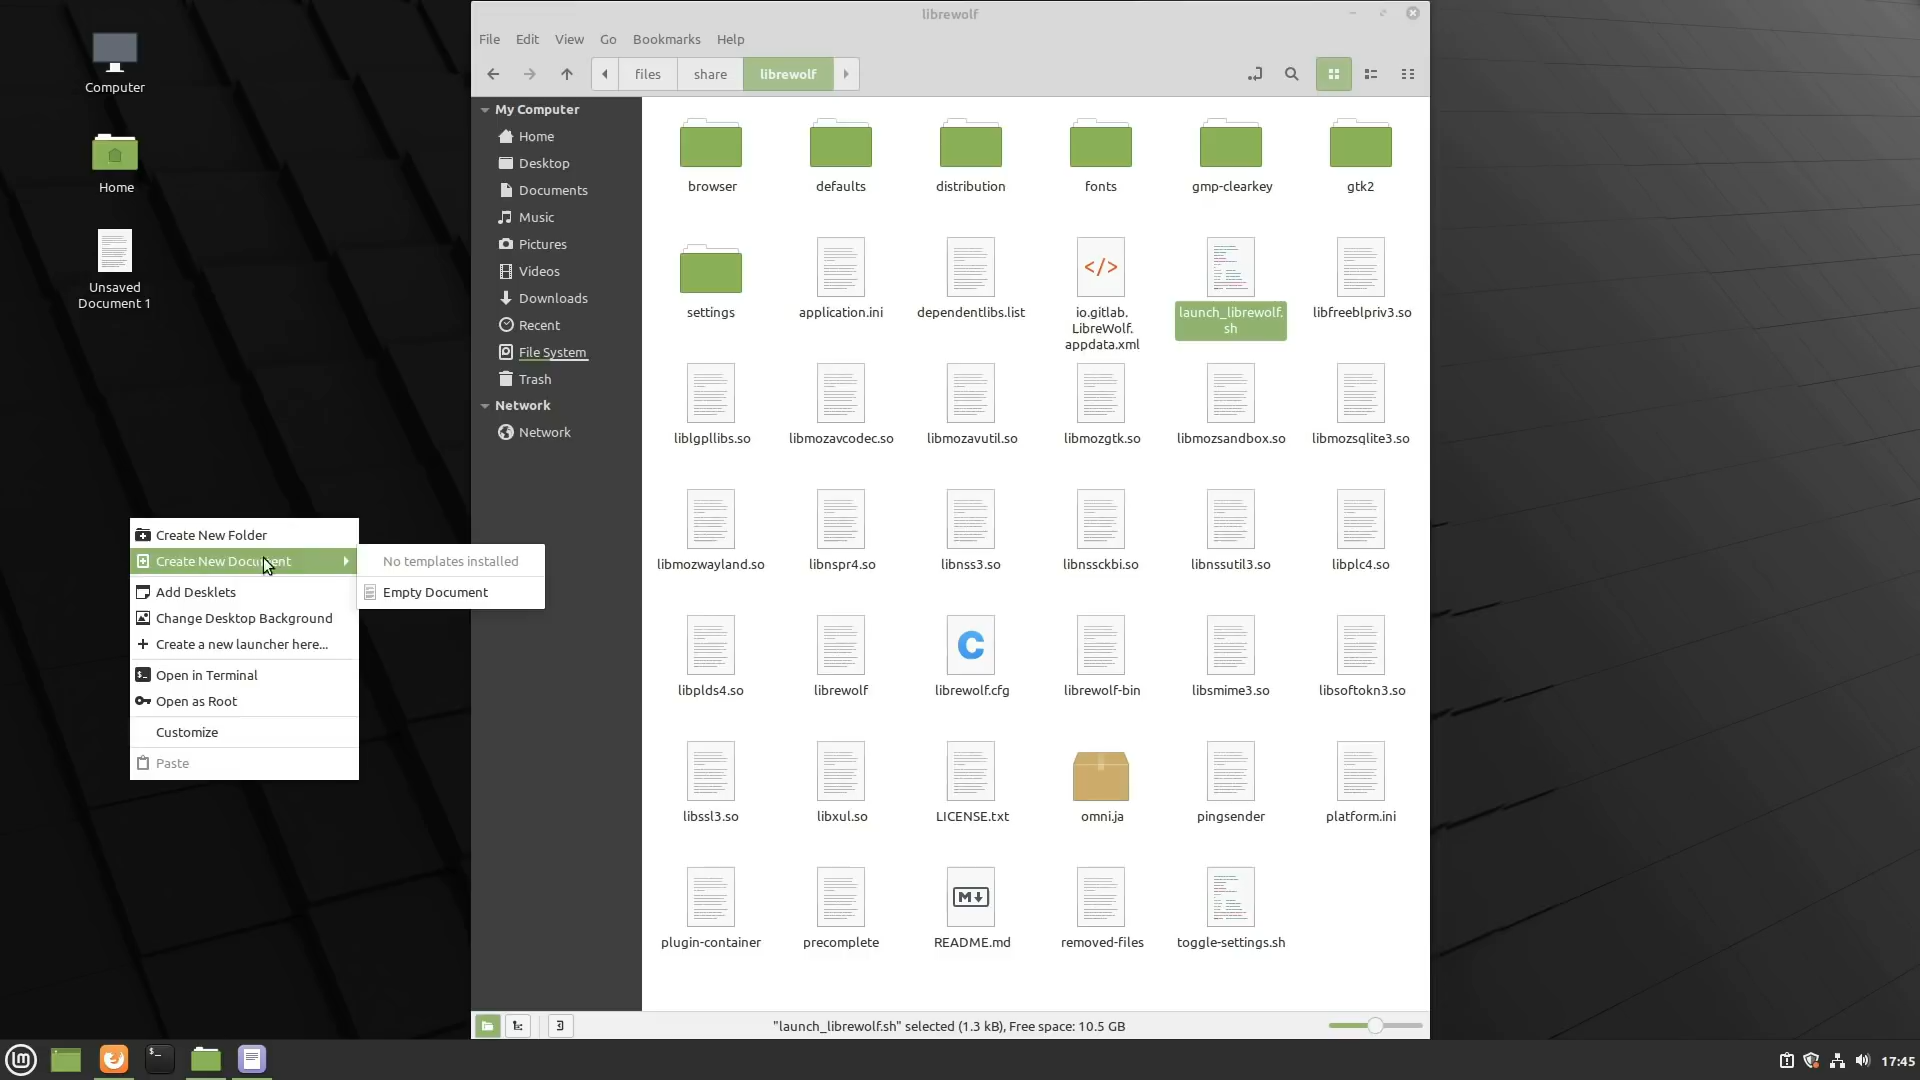 Computer
Home
Unsaved
Document 1
librewolf
File Edit View Go Bookmarks Help
files share librewolf
My Computer
Home
Desktop
Documents
Music
Pictures
Videos
Downloads
Recent
File System
Trash
Network
Network
browser defaults distribution fonts gmp-clearkey gtk2
settings application.ini dependentlibs.list io.gitlab. launch_librewolf. libfreeblpriv3.so
LibreWolf. sh
appdata.xml
liblgpllibs.so libmozavcodec.so libmozavutil.so libmozgtk.so libmozsandbox.so libmozsqlite3.so
libmozwayland.so libnspr4.so libnss3.so libnssckbi.so libnssutil3.so libplc4.so
libplds4.so librewolf librewolf.cfg librewolf-bin libsmime3.so libsoftokn3.so
libssl3.so libxul.so LICENSE.txt omni.ja pingsender platform.ini
plugin-container precomplete README.md removed-files toggle-settings.sh
"launch_librewolf.sh" selected (1.3 kB), Free space: 10.5 GB
Create New Folder
Create New Document
Add Desklets
Change Desktop Background
Create a new launcher here...
Open in Terminal
Open as Root
Customize
Paste
No templates installed
Empty Document
17:45